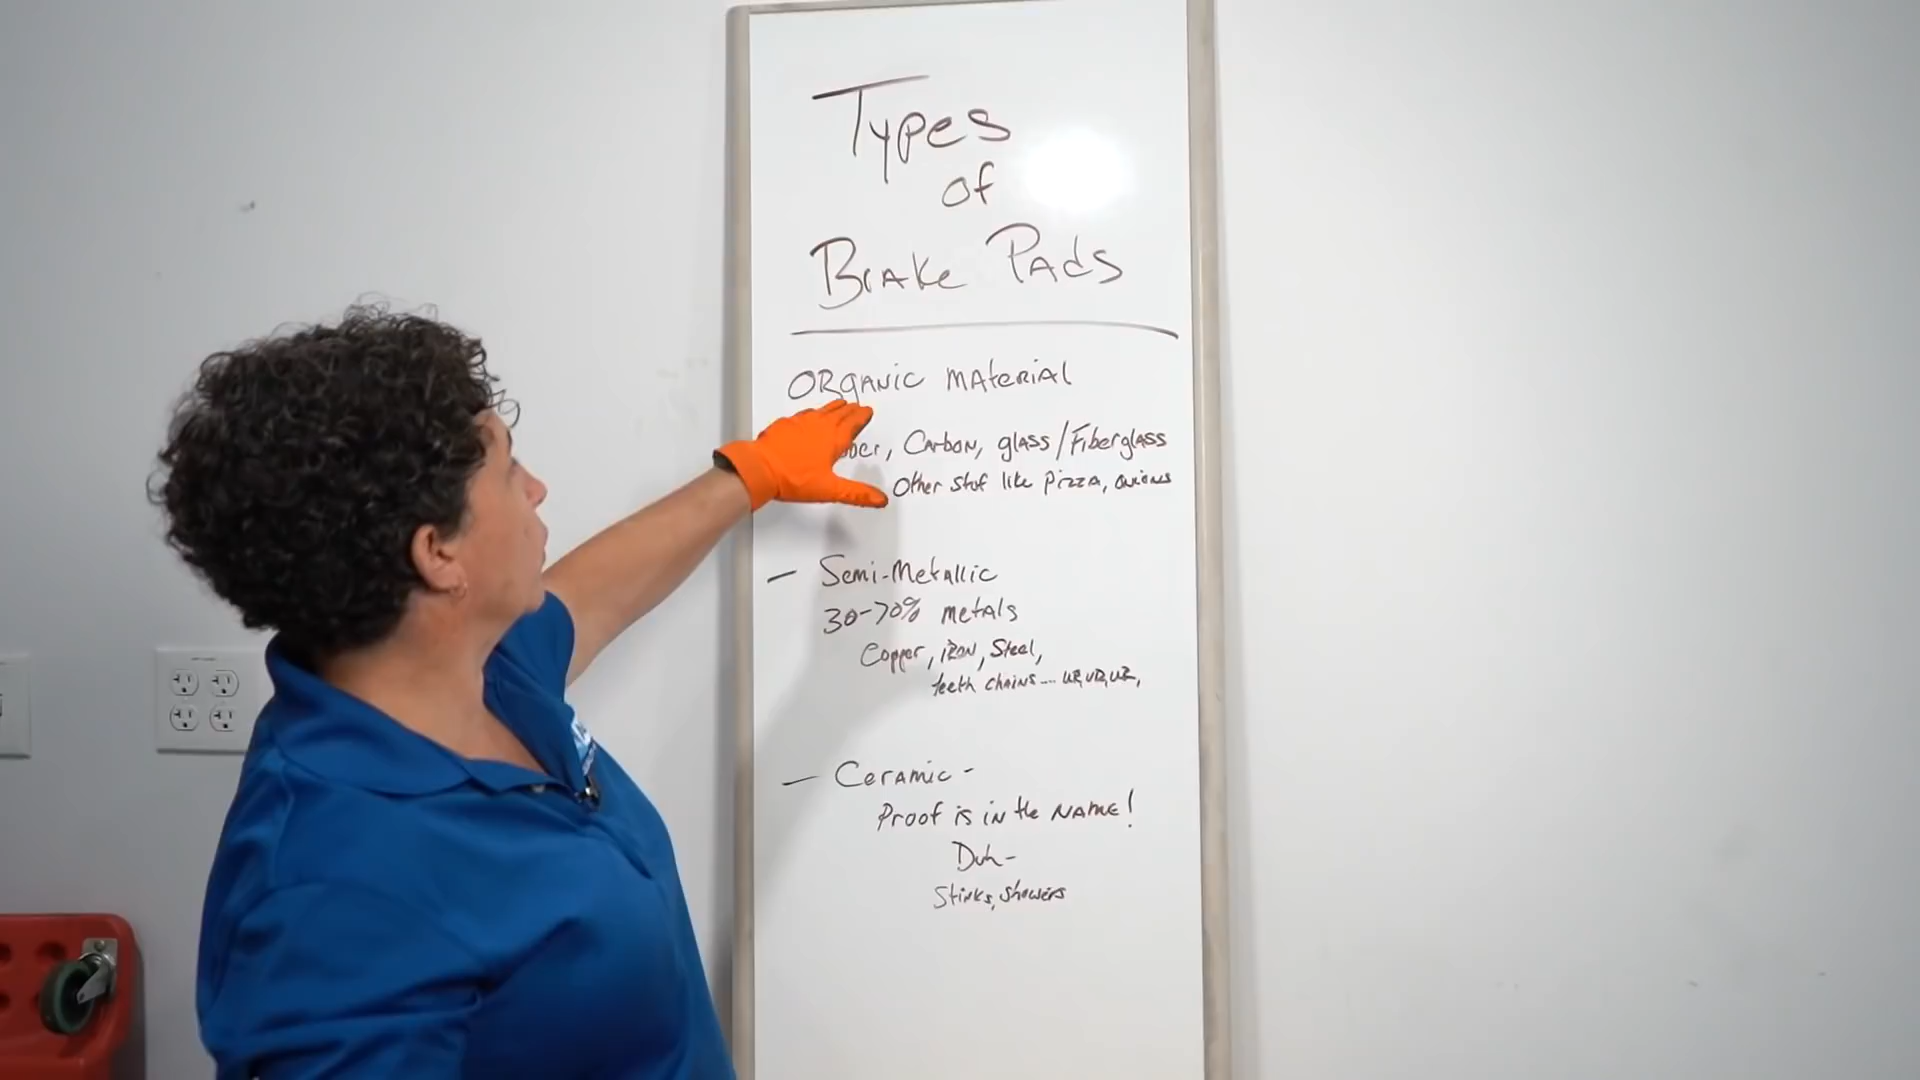 Types
of
Brake Pads
Organic material
Carbon, glass/Fiberglass
Other stuf like Pizza, onions
— Semi-Metallic
30-70% metals
Copper, iron, Steel,
teeth chains....
— Ceramic -
Proof is in the NAME!
Duh-
Stinks, showers